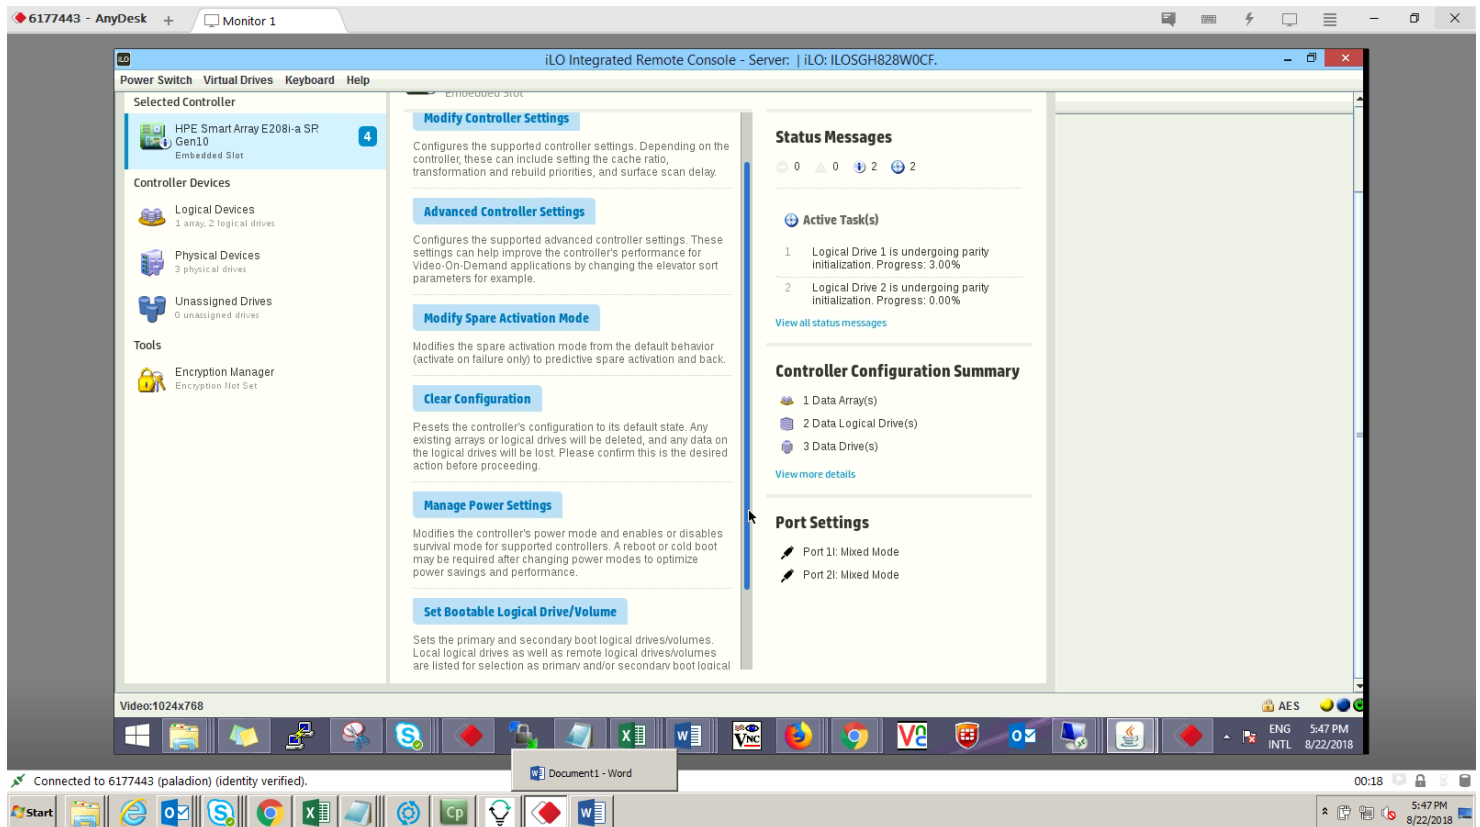 6177443 - AnyDesk
+
Monitor 1
iLO
iLO Integrated Remote Console - Server: | iLO: ILOSGH828W0CF.
Power Switch Virtual Drives Keyboard Help
Selected Controller
HPE Smart Array E208i-a SR
Gen10
Embedded Slot
4
Controller Devices
Logical Devices
1 array, 2 logical drives
Physical Devices
3 physical drives
Unassigned Drives
0 unassigned drives
Tools
Encryption Manager
Encryption Not Set
Embedded Slot
Modify Controller Settings
Configures the supported controller settings. Depending on the
controller, these can include setting the cache ratio,
transformation and rebuild priorities, and surface scan delay.
Advanced Controller Settings
Configures the supported advanced controller settings. These
settings can help improve the controller's performance for
Video-On-Demand applications by changing the elevator sort
parameters for example.
Modify Spare Activation Mode
Modifies the spare activation mode from the default behavior
(activate on failure only) to predictive spare activation and back.
Clear Configuration
Resets the controller's configuration to its default state. Any
existing arrays or logical drives will be deleted, and any data on
the logical drives will be lost. Please confirm this is the desired
action before proceeding.
Manage Power Settings
Modifies the controller's power mode and enables or disables
survival mode for supported controllers. A reboot or cold boot
may be required after changing power modes to optimize
power savings and performance.
Set Bootable Logical Drive/Volume
Sets the primary and secondary boot logical drives/volumes.
Local logical drives as well as remote logical drives/volumes
are listed for selection as primary and/or secondary boot logical
Status Messages
0 0 2 2
Active Task(s)
1 Logical Drive 1 is undergoing parity
initialization. Progress: 3.00%
2 Logical Drive 2 is undergoing parity
initialization. Progress: 0.00%
View all status messages
Controller Configuration Summary
1 Data Array(s)
2 Data Logical Drive(s)
3 Data Drive(s)
View more details
Port Settings
Port 1I: Mixed Mode
Port 2I: Mixed Mode
Video:1024x768
AES
ENG
INTL
5:47 PM
8/22/2018
Document1 - Word
Connected to 6177443 (paladion) (identity verified).
00:18
Start
Cp
5:47 PM
8/22/2018